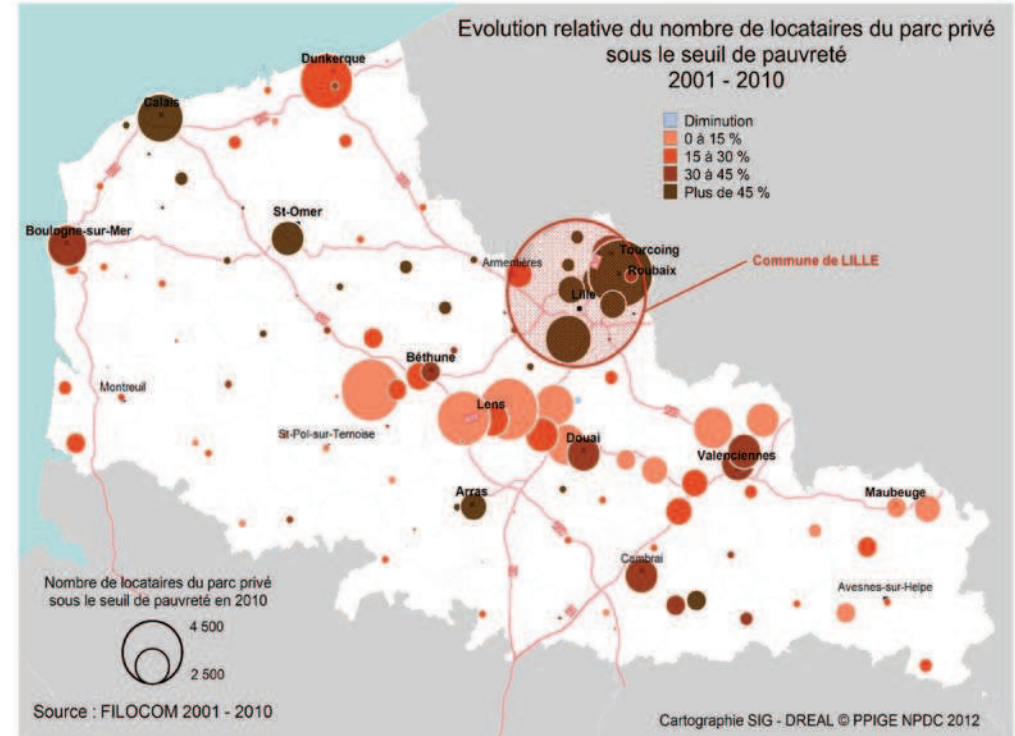 Evolution relative du nombre de locataires du parc privé
sous le seuil de pauvreté
2001 - 2010
Diminution
0 à 15 %
15 à 30 %
30 à 45 %
Plus de 45 %
Dunkerque
Calais
St-Omer
Boulogne-sur-Mer
Tourcoing
Armentières
Roubaix
Commune de LILLE
Lille
Béthune
Montreuil
Lens
St-Pol-sur-Ternoise
Douai
Valenciennes
Arras
Maubeuge
Cambrai
Avesnes-sur-Helpe
Nombre de locataires du parc privé
sous le seuil de pauvreté en 2010
4 500
2 500
Source : FILOCOM 2001 - 2010
Cartographie SIG - DREAL © PPIGE NPDC 2012